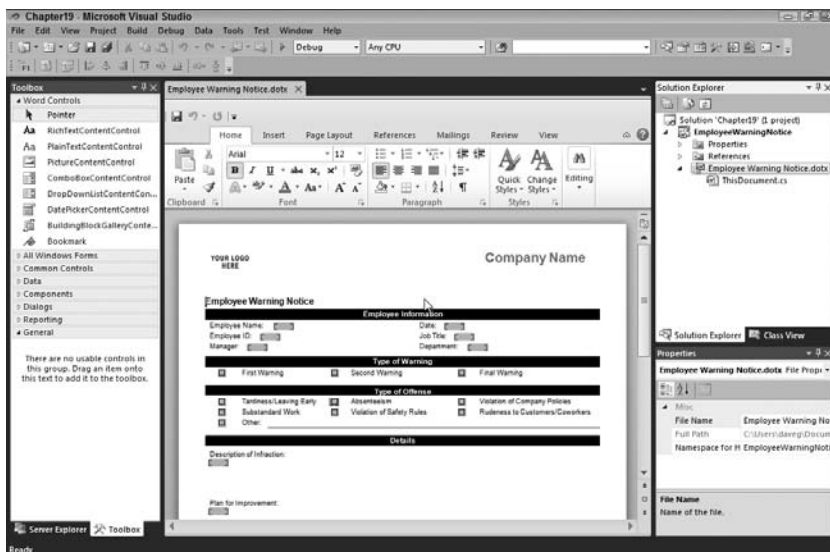 Chapter19 - Microsoft Visual Studio
File Edit View Project Build Debug Data Tools Test Window Help
Debug Any CPU
Toolbox
Word Controls
Pointer
RichTextContentControl
PlainTextContentControl
PictureContentControl
ComboBoxContentControl
DropDownListContentCon...
DatePickerContentControl
BuildingBlockGalleryConte...
Bookmark
All Windows Forms
Common Controls
Data
Components
Dialogs
Reporting
General
There are no usable controls in
this group. Drag an item onto
this text to add it to the toolbox.
Server Explorer Toolbox
Ready
Employee Warning Notice.dotx
Home Insert Page Layout References Mailings Review View
Paste
Arial 12
Quick Styles
Change Styles
Editing
Clipboard Font Paragraph Styles
YOUR LOGO
HERE
Company Name
Employee Warning Notice
Employee Information
Employee Name: Date:
Employee ID: Job Title:
Manager: Department:
Type of Warning
First Warning Second Warning Final Warning
Type of Offense
Tardiness/Leaving Early Absenteeism Violation of Company Policies
Substandard Work Violation of Safety Rules Rudeness to Customers/Coworkers
Other:
Details
Description of Infraction:
Plan for Improvement:
Solution Explorer
Solution 'Chapter19' (1 project)
EmployeeWarningNotice
Properties
References
Employee Warning Notice.dotx
ThisDocument.cs
Solution Explorer Class View
Properties
Employee Warning Notice.dotx File Prope
Misc
File Name Employee Warning Notic
Full Path C:\Users\daveg\Docum
Namespace for H EmployeeWarningNoti
File Name
Name of the file.